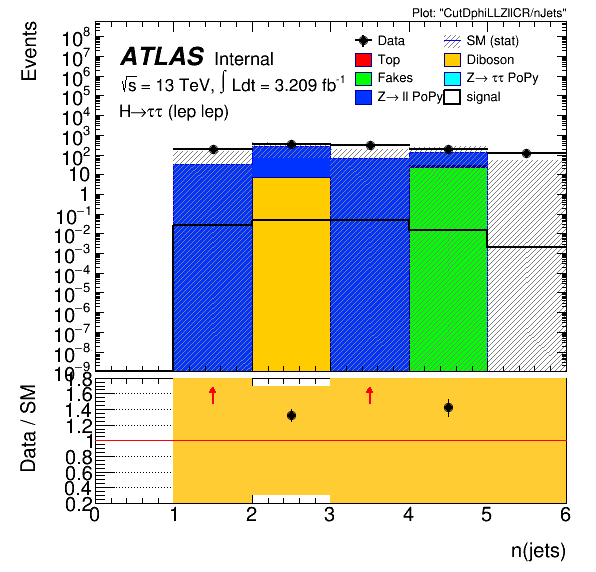 Plot: "CutDphiLLZllCR/nJets"
Events
ATLAS Internal
√s = 13 TeV, ∫ Ldt = 3.209 fb⁻¹
H→ττ (lep lep)
Data
SM (stat)
Top
Diboson
Fakes
Z→ ττ PoPy
Z→ ll PoPy
signal
10⁸
10⁷
10⁶
10⁵
10⁴
10³
10²
10
1
10⁻¹
10⁻²
10⁻³
10⁻⁴
10⁻⁵
10⁻⁶
10⁻⁷
10⁻⁸
10⁻⁹
Data / SM
1.8
1.6
1.4
1.2
1
0.8
0.6
0.4
0.2
0 1 2 3 4 5 6
n(jets)